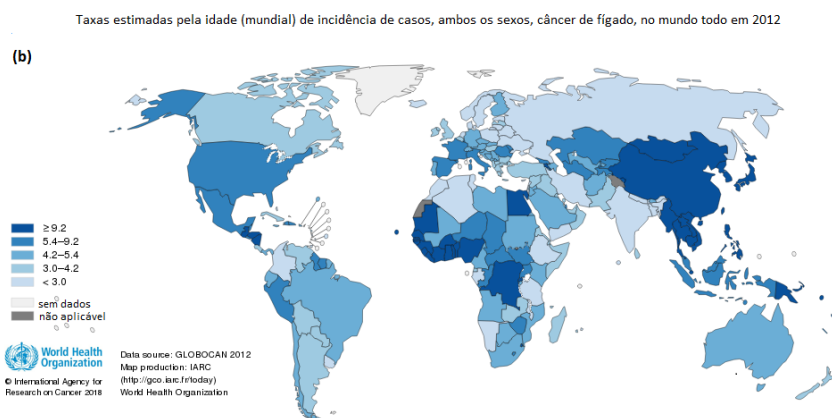 Taxas estimadas pela idade (mundial) de incidência de casos, ambos os sexos, câncer de fígado, no mundo todo em 2012
(b)
≥ 9.2
5.4–9.2
4.2–5.4
3.0–4.2
< 3.0
sem dados
não aplicável
World Health
Organization
© International Agency for
Research on Cancer 2018
Data source: GLOBOCAN 2012
Map production: IARC
(http://gco.iarc.fr/today)
World Health Organization